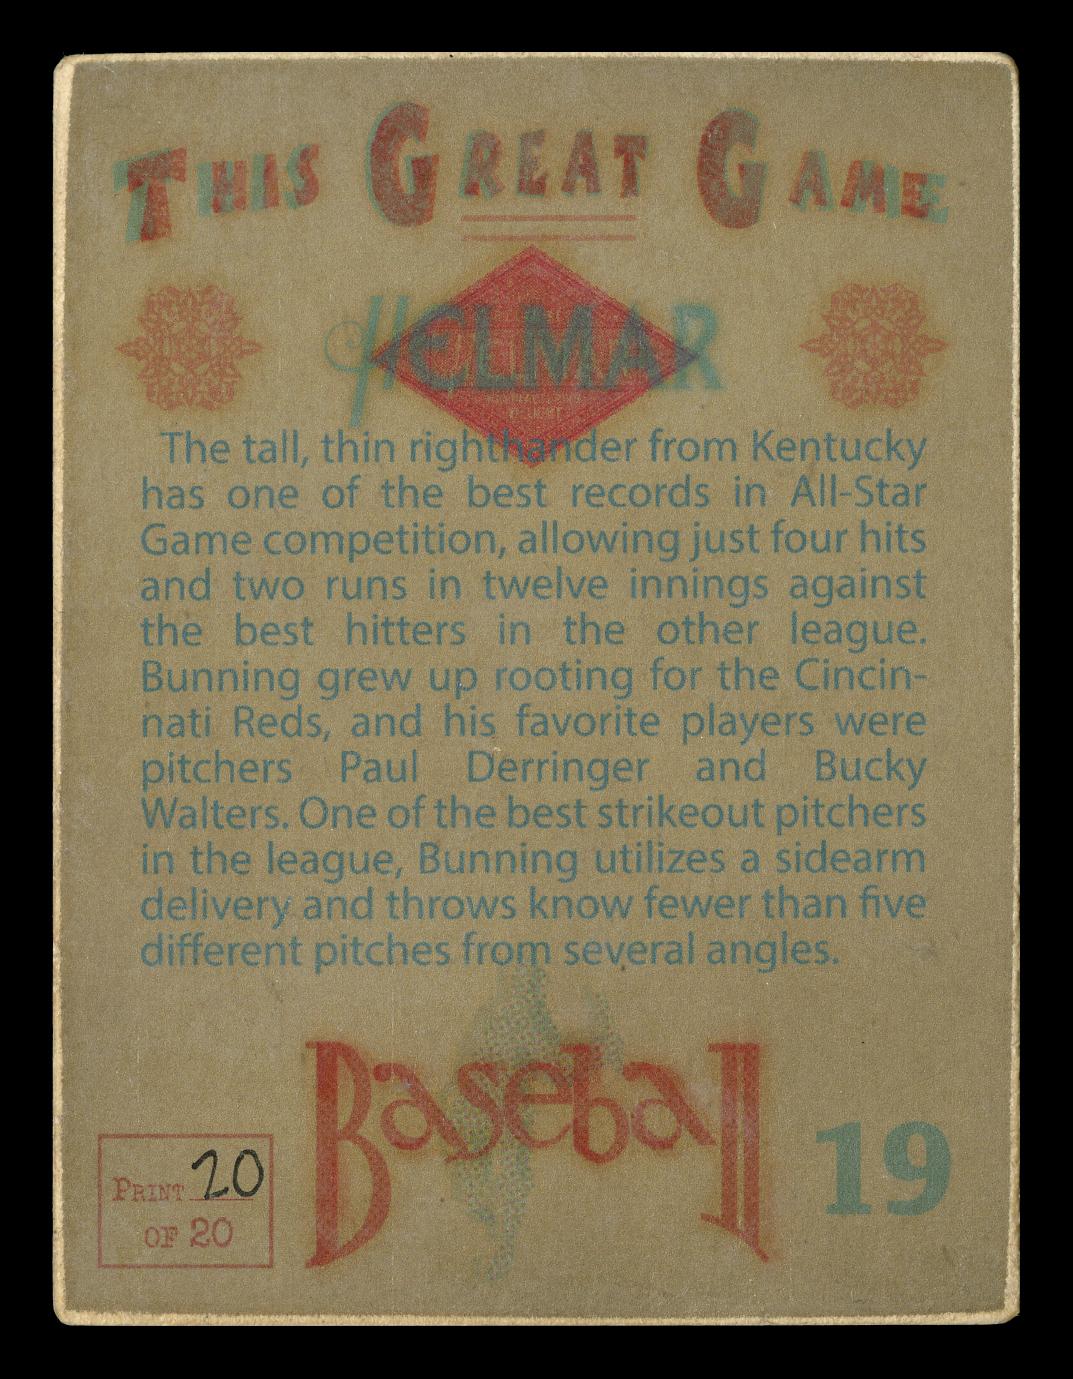 THIS GREAT GAME
HELMAR
The tall, thin righthander from Kentucky
has one of the best records in All-Star
Game competition, allowing just four hits
and two runs in twelve innings against
the best hitters in the other league.
Bunning grew up rooting for the Cincin-
nati Reds, and his favorite players were
pitchers Paul Derringer and Bucky
Walters. One of the best strikeout pitchers
in the league, Bunning utilizes a sidearm
delivery and throws know fewer than five
different pitches from several angles.
Baseball
19
PRINT 20
OF 20